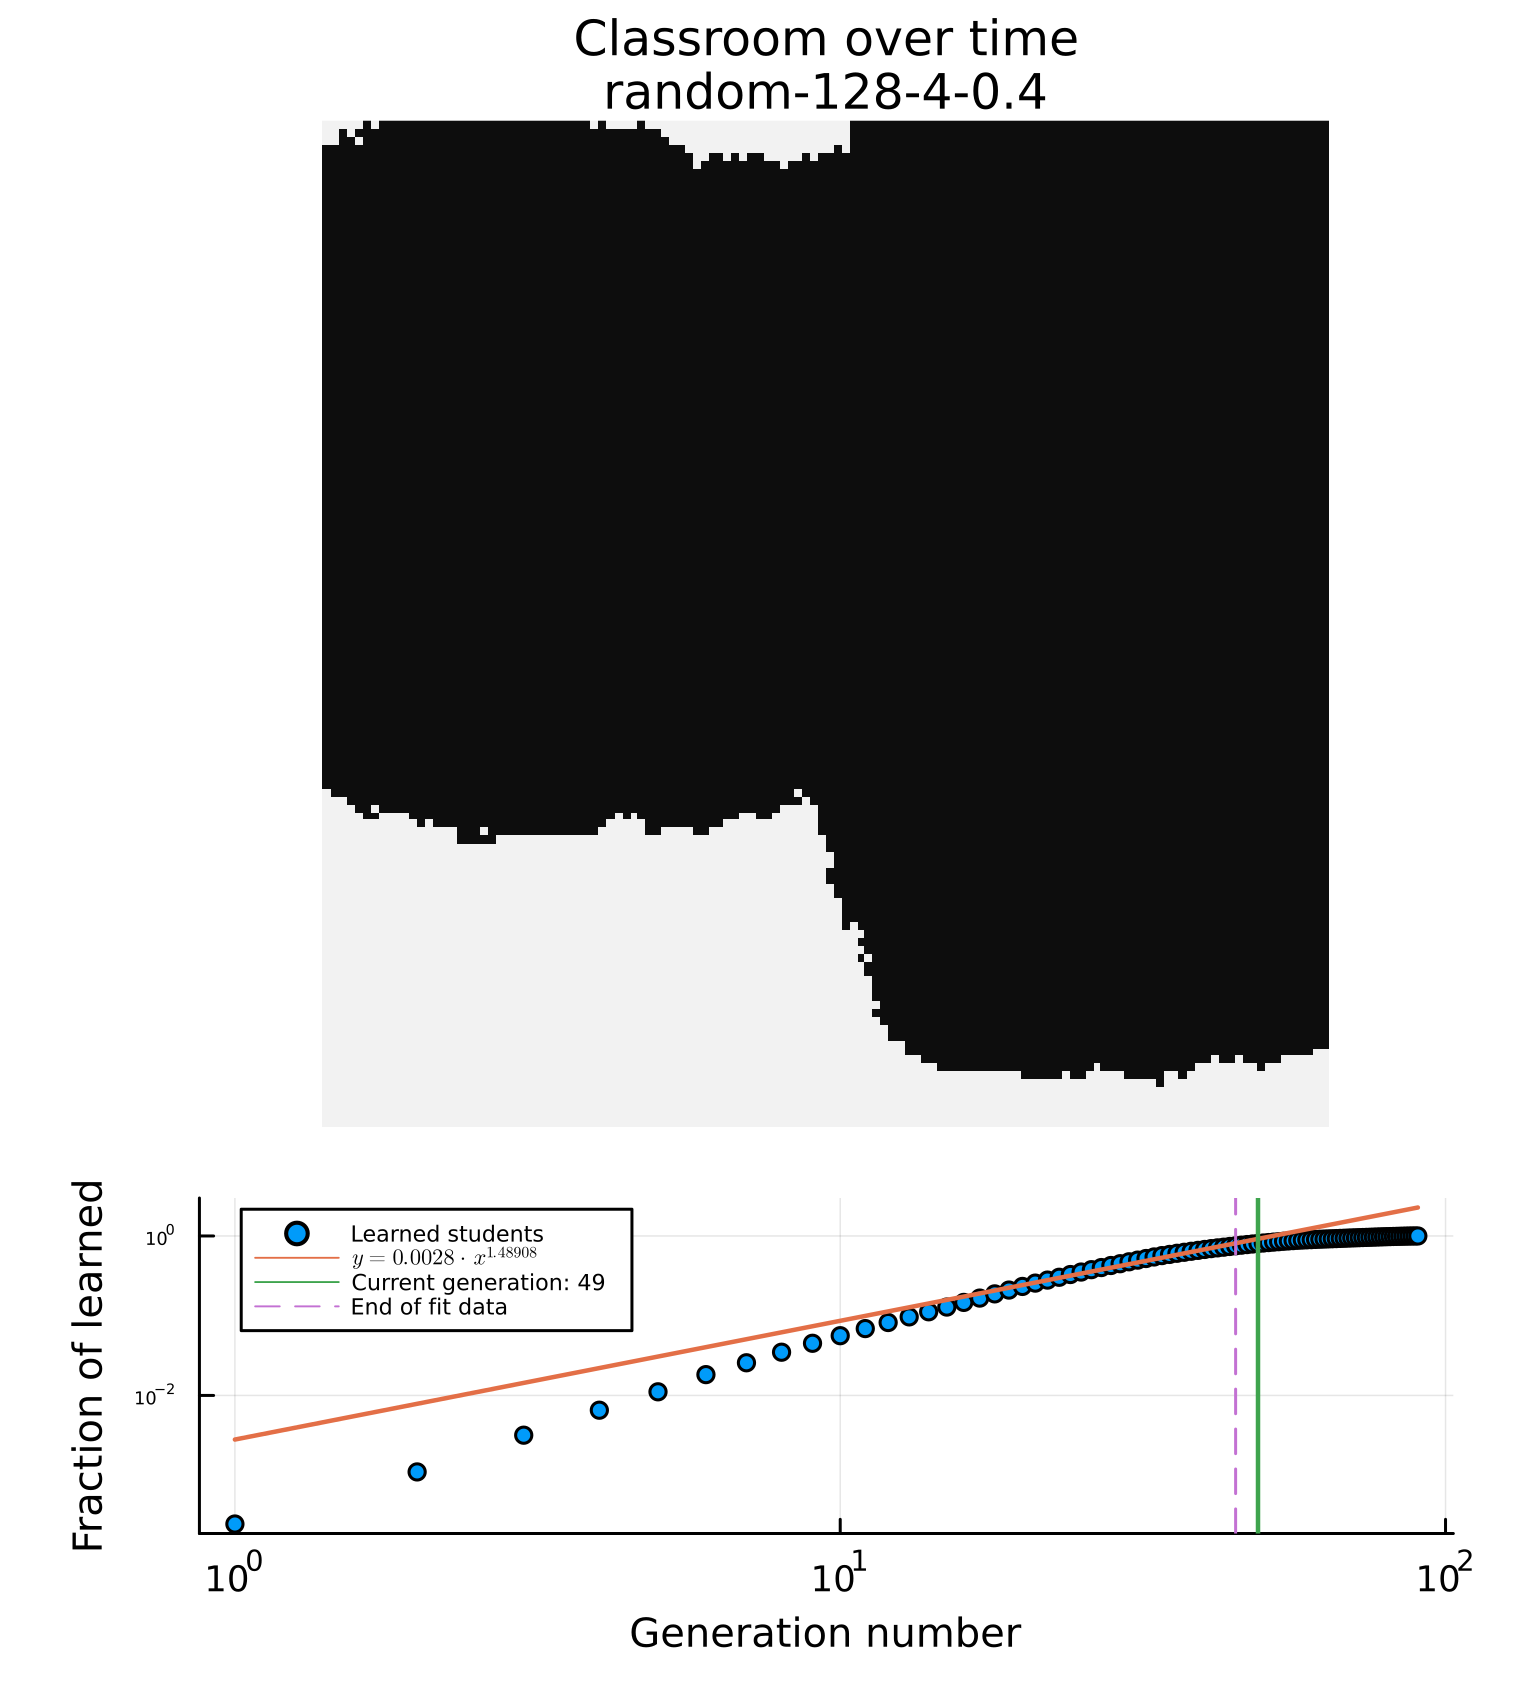 Classroom over time
random-128-4-0.4
Fraction of learned
10^0
10^-2
Learned students
y = 0.0028 · x^1.48908
Current generation: 49
End of fit data
10^0
10^1
10^2
Generation number